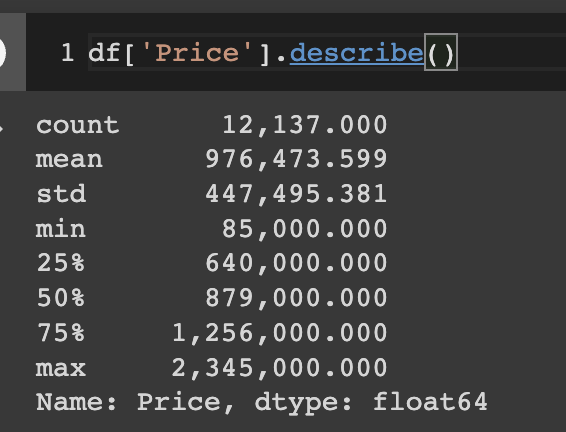 1 df['Price'].describe()
count 12,137.000
mean 976,473.599
std 447,495.381
min 85,000.000
25% 640,000.000
50% 879,000.000
75% 1,256,000.000
max 2,345,000.000
Name: Price, dtype: float64